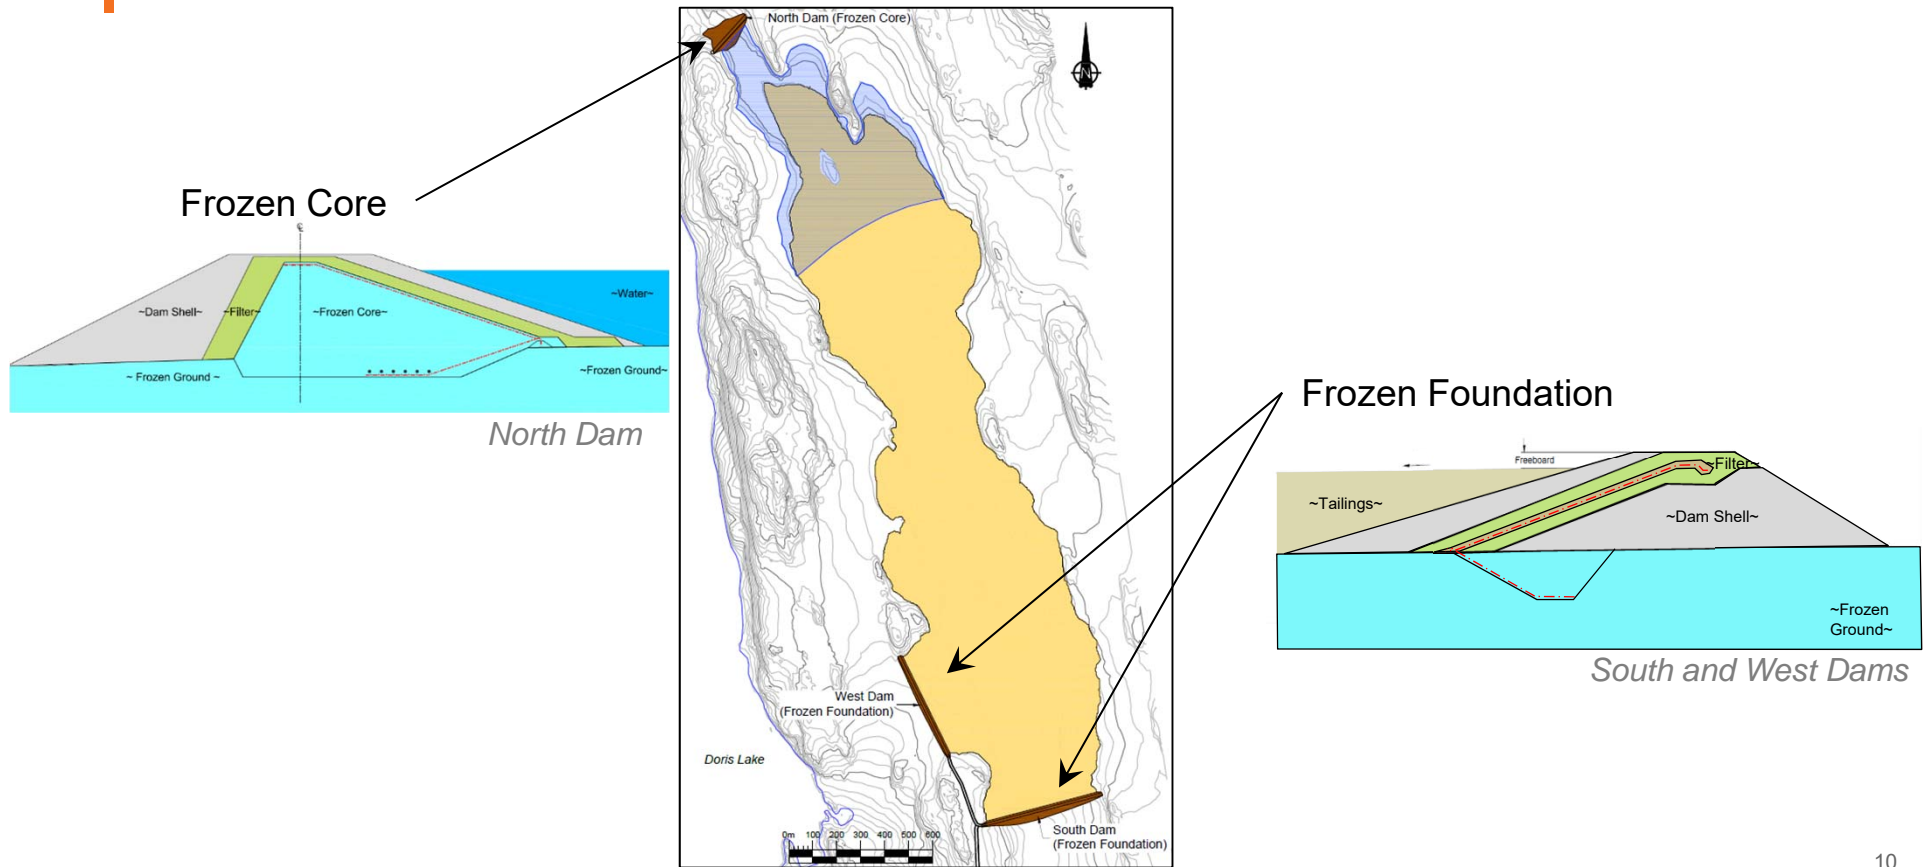 North Dam (Frozen Core)
N
Frozen Core
℄
~Dam Shell~
~Filter~
~Frozen Core~
~Water~
~ Frozen Ground ~
~Frozen Ground~
North Dam
Frozen Foundation
Freeboard
~Filter~
~Tailings~
~Dam Shell~
~Frozen
Ground~
South and West Dams
West Dam
(Frozen Foundation)
Doris Lake
0m 100 200 300 400 500 600
South Dam
(Frozen Foundation)
10